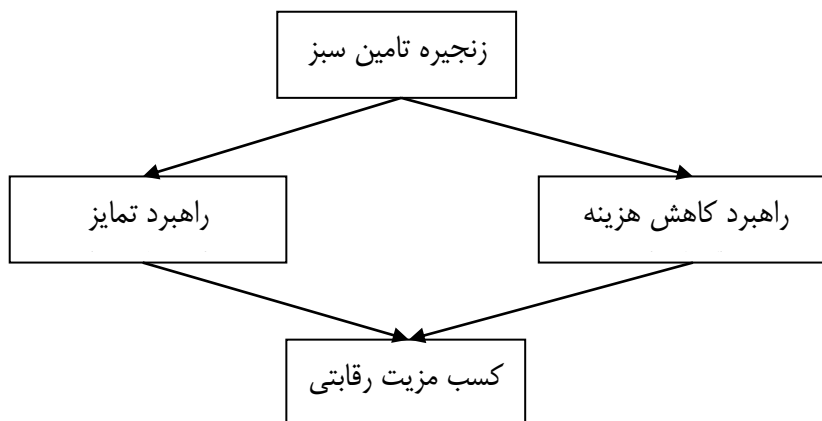 زنجیره تامین سبز
راهبرد کاهش هزینه
راهبرد تمایز
کسب مزیت رقابتی